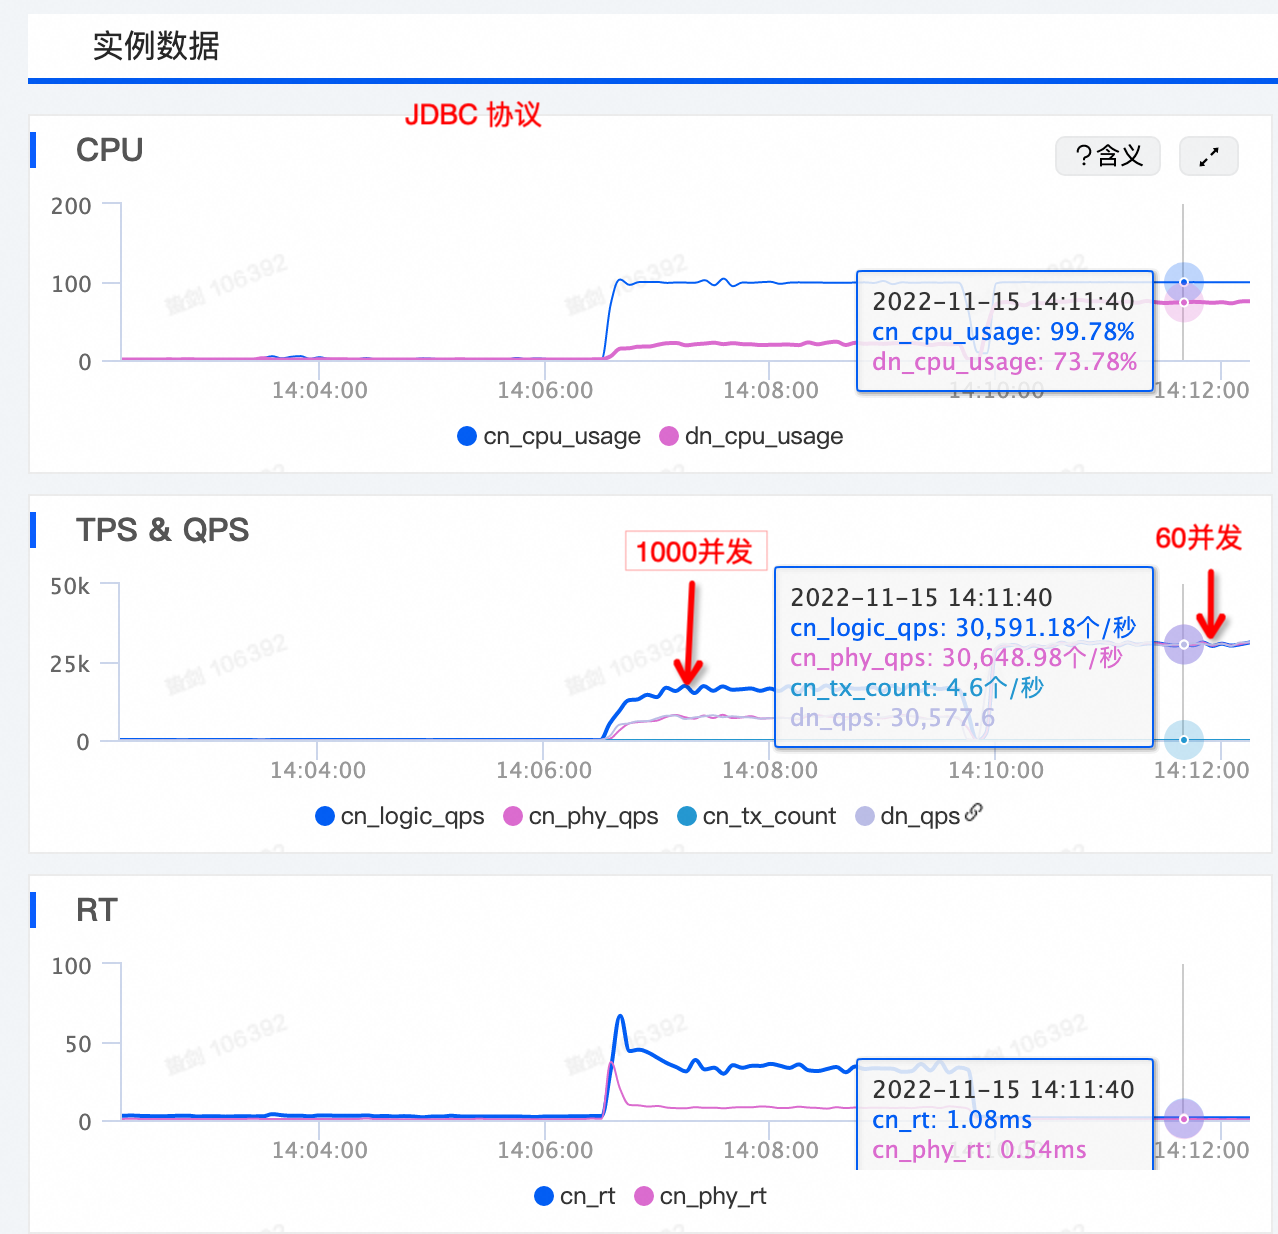 实例数据
JDBC 协议
CPU
?含义
200
100
0
2022-11-15 14:11:40
cn_cpu_usage: 99.78%
dn_cpu_usage: 73.78%
14:04:00 14:06:00 14:08:00 14:10:00 14:12:00
cn_cpu_usage dn_cpu_usage
TPS & QPS
1000并发
60并发
50k
25k
0
2022-11-15 14:11:40
cn_logic_qps: 30,591.18个/秒
cn_phy_qps: 30,648.98个/秒
cn_tx_count: 4.6个/秒
dn_qps: 30,577.6
14:04:00 14:06:00 14:08:00 14:10:00 14:12:00
cn_logic_qps cn_phy_qps cn_tx_count dn_qps
RT
100
50
0
2022-11-15 14:11:40
cn_rt: 1.08ms
cn_phy_rt: 0.54ms
14:04:00 14:06:00 14:08:00 14:10:00 14:12:00
cn_rt cn_phy_rt